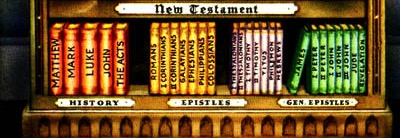 New Testament
MATTHEW
MARK
LUKE
JOHN
THE ACTS
ROMANS
I CORINTHIANS
II CORINTHIANS
GALATIANS
EPHESIANS
PHILIPPIANS
COLOSSIANS
I THESSALONIANS
II THESSALONIANS
I TIMOTHY
II TIMOTHY
TITUS
PHILEMON
HEBREWS
JAMES
I PETER
II PETER
I JOHN
II JOHN
III JOHN
JUDE
REVELATION
HISTORY
EPISTLES
GEN. EPISTLES